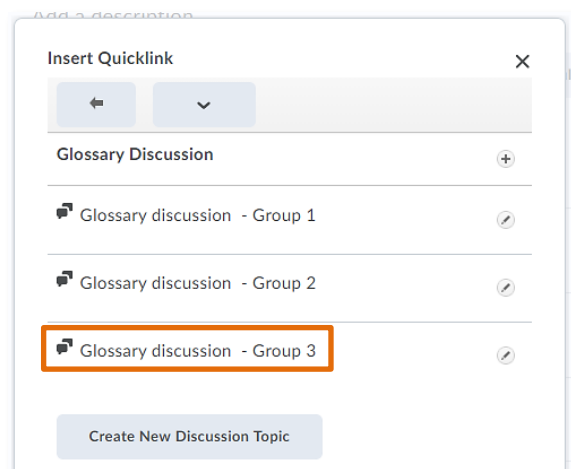 Add a description
Insert Quicklink
Glossary Discussion
Glossary discussion - Group 1
Glossary discussion - Group 2
Glossary discussion - Group 3
Create New Discussion Topic